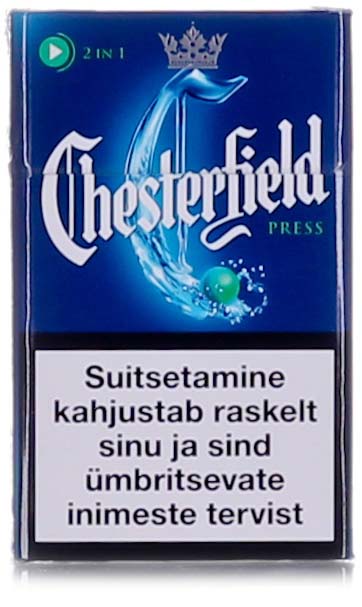 2 IN 1
Chesterfield
PRESS
Suitsetamine
kahjustab raskelt
sinu ja sind
ümbritsevate
inimeste tervist